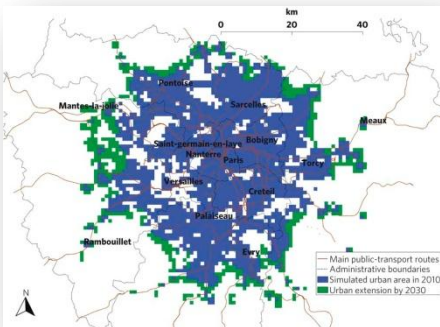 km
0 20 40
Pontoise
Mantes-la-jolie
Sarcelles
Meaux
Saint-germain-en-laye
Bobigny
Nanterre
Paris
Torcy
Versailles
Creteil
Palaiseau
Rambouillet
Evry
N
Main public-transport routes
Administrative boundaries
Simulated urban area in 2010
Urban extension by 2030